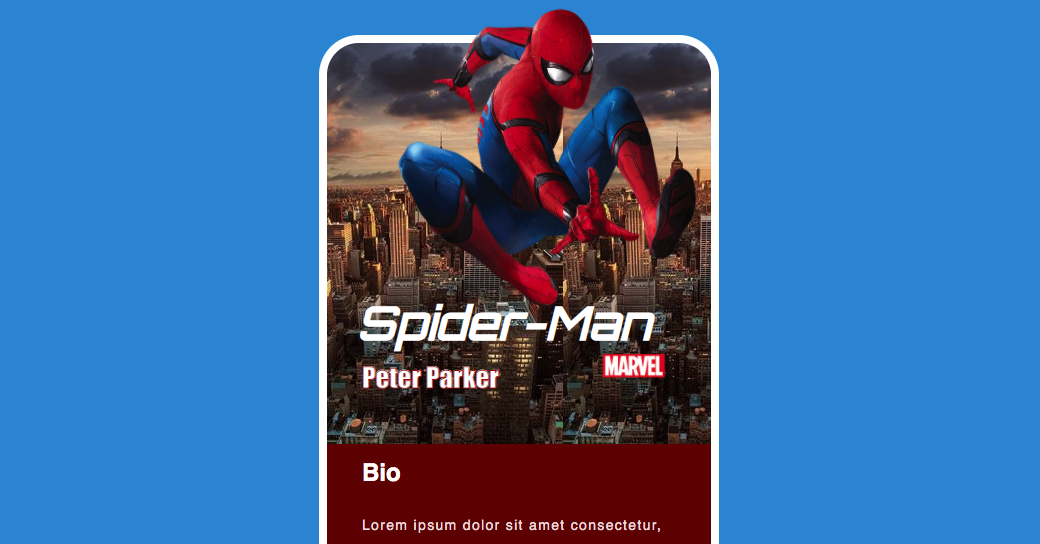 Spider-Man
MARVEL
Peter Parker
Bio
Lorem ipsum dolor sit amet consectetur,